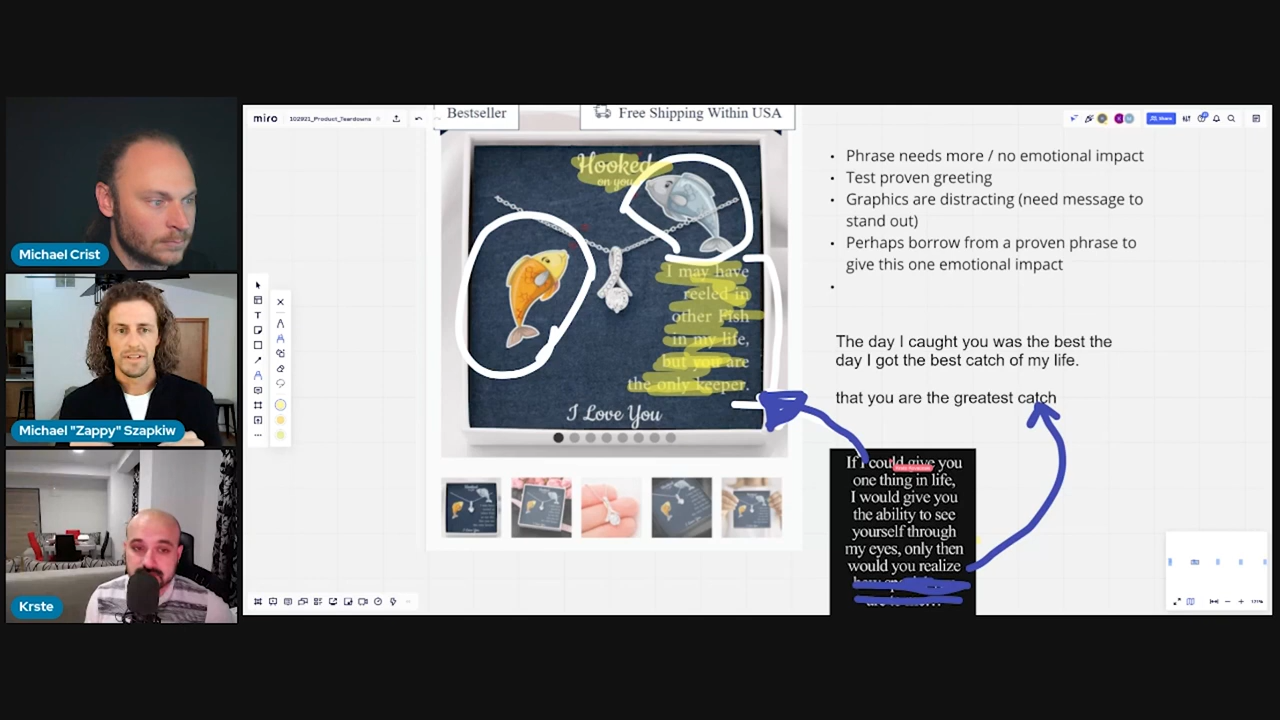 Michael Crist
Michael "Zappy" Szapkiw
Krste
miro
102921_Product_Teardowns
Share
Bestseller
Free Shipping Within USA
Hooked
on you
I may have
reeled in
other Fish
in my life,
but you are
the only keeper.
I Love You
• Phrase needs more / no emotional impact
• Test proven greeting
• Graphics are distracting (need message to
stand out)
• Perhaps borrow from a proven phrase to
give this one emotional impact
•
The day I caught you was the best the
day I got the best catch of my life.
that you are the greatest catch
If I could give you
one thing in life,
I would give you
the ability to see
yourself through
my eyes, only then
would you realize